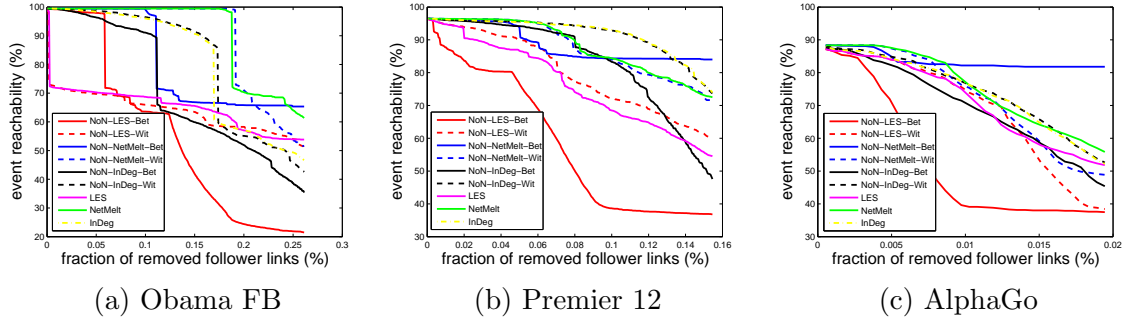 event reachability (%)
100
90
80
70
60
50
40
30
20
NoN−LES−Bet
NoN−LES−Wit
NoN−NetMelt−Bet
NoN−NetMelt−Wit
NoN−InDeg−Bet
NoN−InDeg−Wit
LES
NetMelt
InDeg
0 0.05 0.1 0.15 0.2 0.25 0.3
fraction of removed follower links (%)
(a) Obama FB
event reachability (%)
100
90
80
70
60
50
40
30
NoN−LES−Bet
NoN−LES−Wit
NoN−NetMelt−Bet
NoN−NetMelt−Wit
NoN−InDeg−Bet
NoN−InDeg−Wit
LES
NetMelt
InDeg
0 0.02 0.04 0.06 0.08 0.1 0.12 0.14 0.16
fraction of removed follower links (%)
(b) Premier 12
event reachability (%)
100
90
80
70
60
50
40
30
NoN−LES−Bet
NoN−LES−Wit
NoN−NetMelt−Bet
NoN−NetMelt−Wit
NoN−InDeg−Bet
NoN−InDeg−Wit
LES
NetMelt
InDeg
0 0.005 0.01 0.015 0.02
fraction of removed follower links (%)
(c) AlphaGo